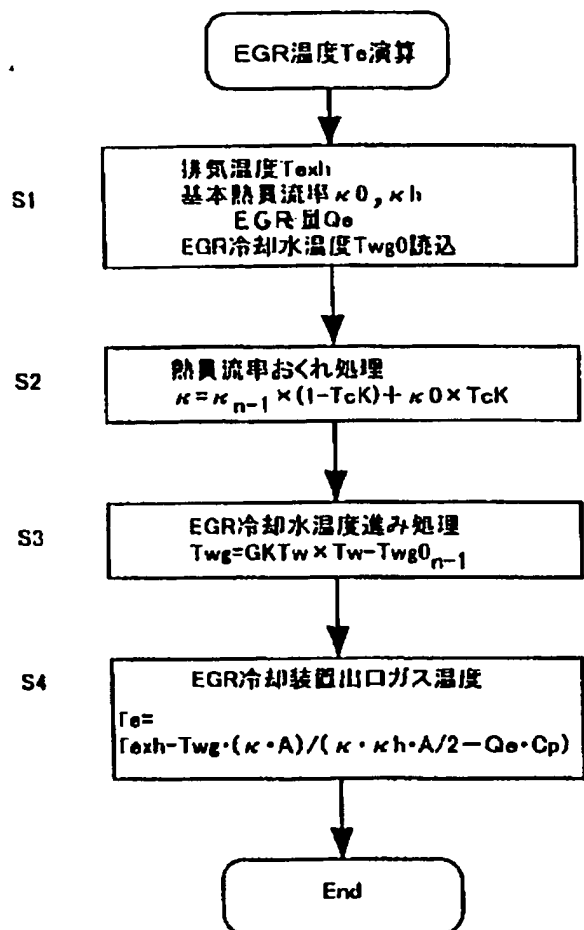 EGR温度Te演算
S1
排気温度Texh
基本熱貫流率κ0,κh
EGR量Qe
EGR冷却水温度Twg0読込
S2
熱貫流率おくれ処理
κ=κn-1×(1-TcK)+κ0×TcK
S3
EGR冷却水温度進み処理
Twg=GKTw×Tw-Twg0n-1
S4
EGR冷却装置出口ガス温度
Te=
Texh-Twg・(κ・A)/(κ・κh・A/2-Qe・Cp)
End